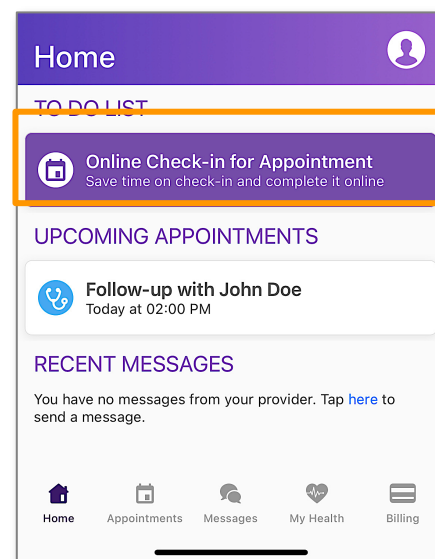 Home
TO DO LIST
Online Check-in for Appointment
Save time on check-in and complete it online
UPCOMING APPOINTMENTS
Follow-up with John Doe
Today at 02:00 PM
RECENT MESSAGES
You have no messages from your provider. Tap here to
send a message.
Home Appointments Messages My Health Billing